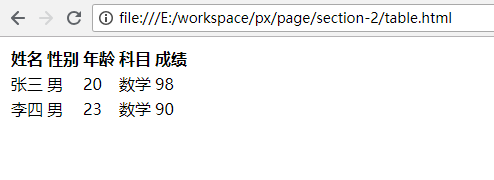 file:///E:/workspace/px/page/section-2/table.html
姓名 性别 年龄 科目 成绩
张三 男 20 数学 98
李四 男 23 数学 90